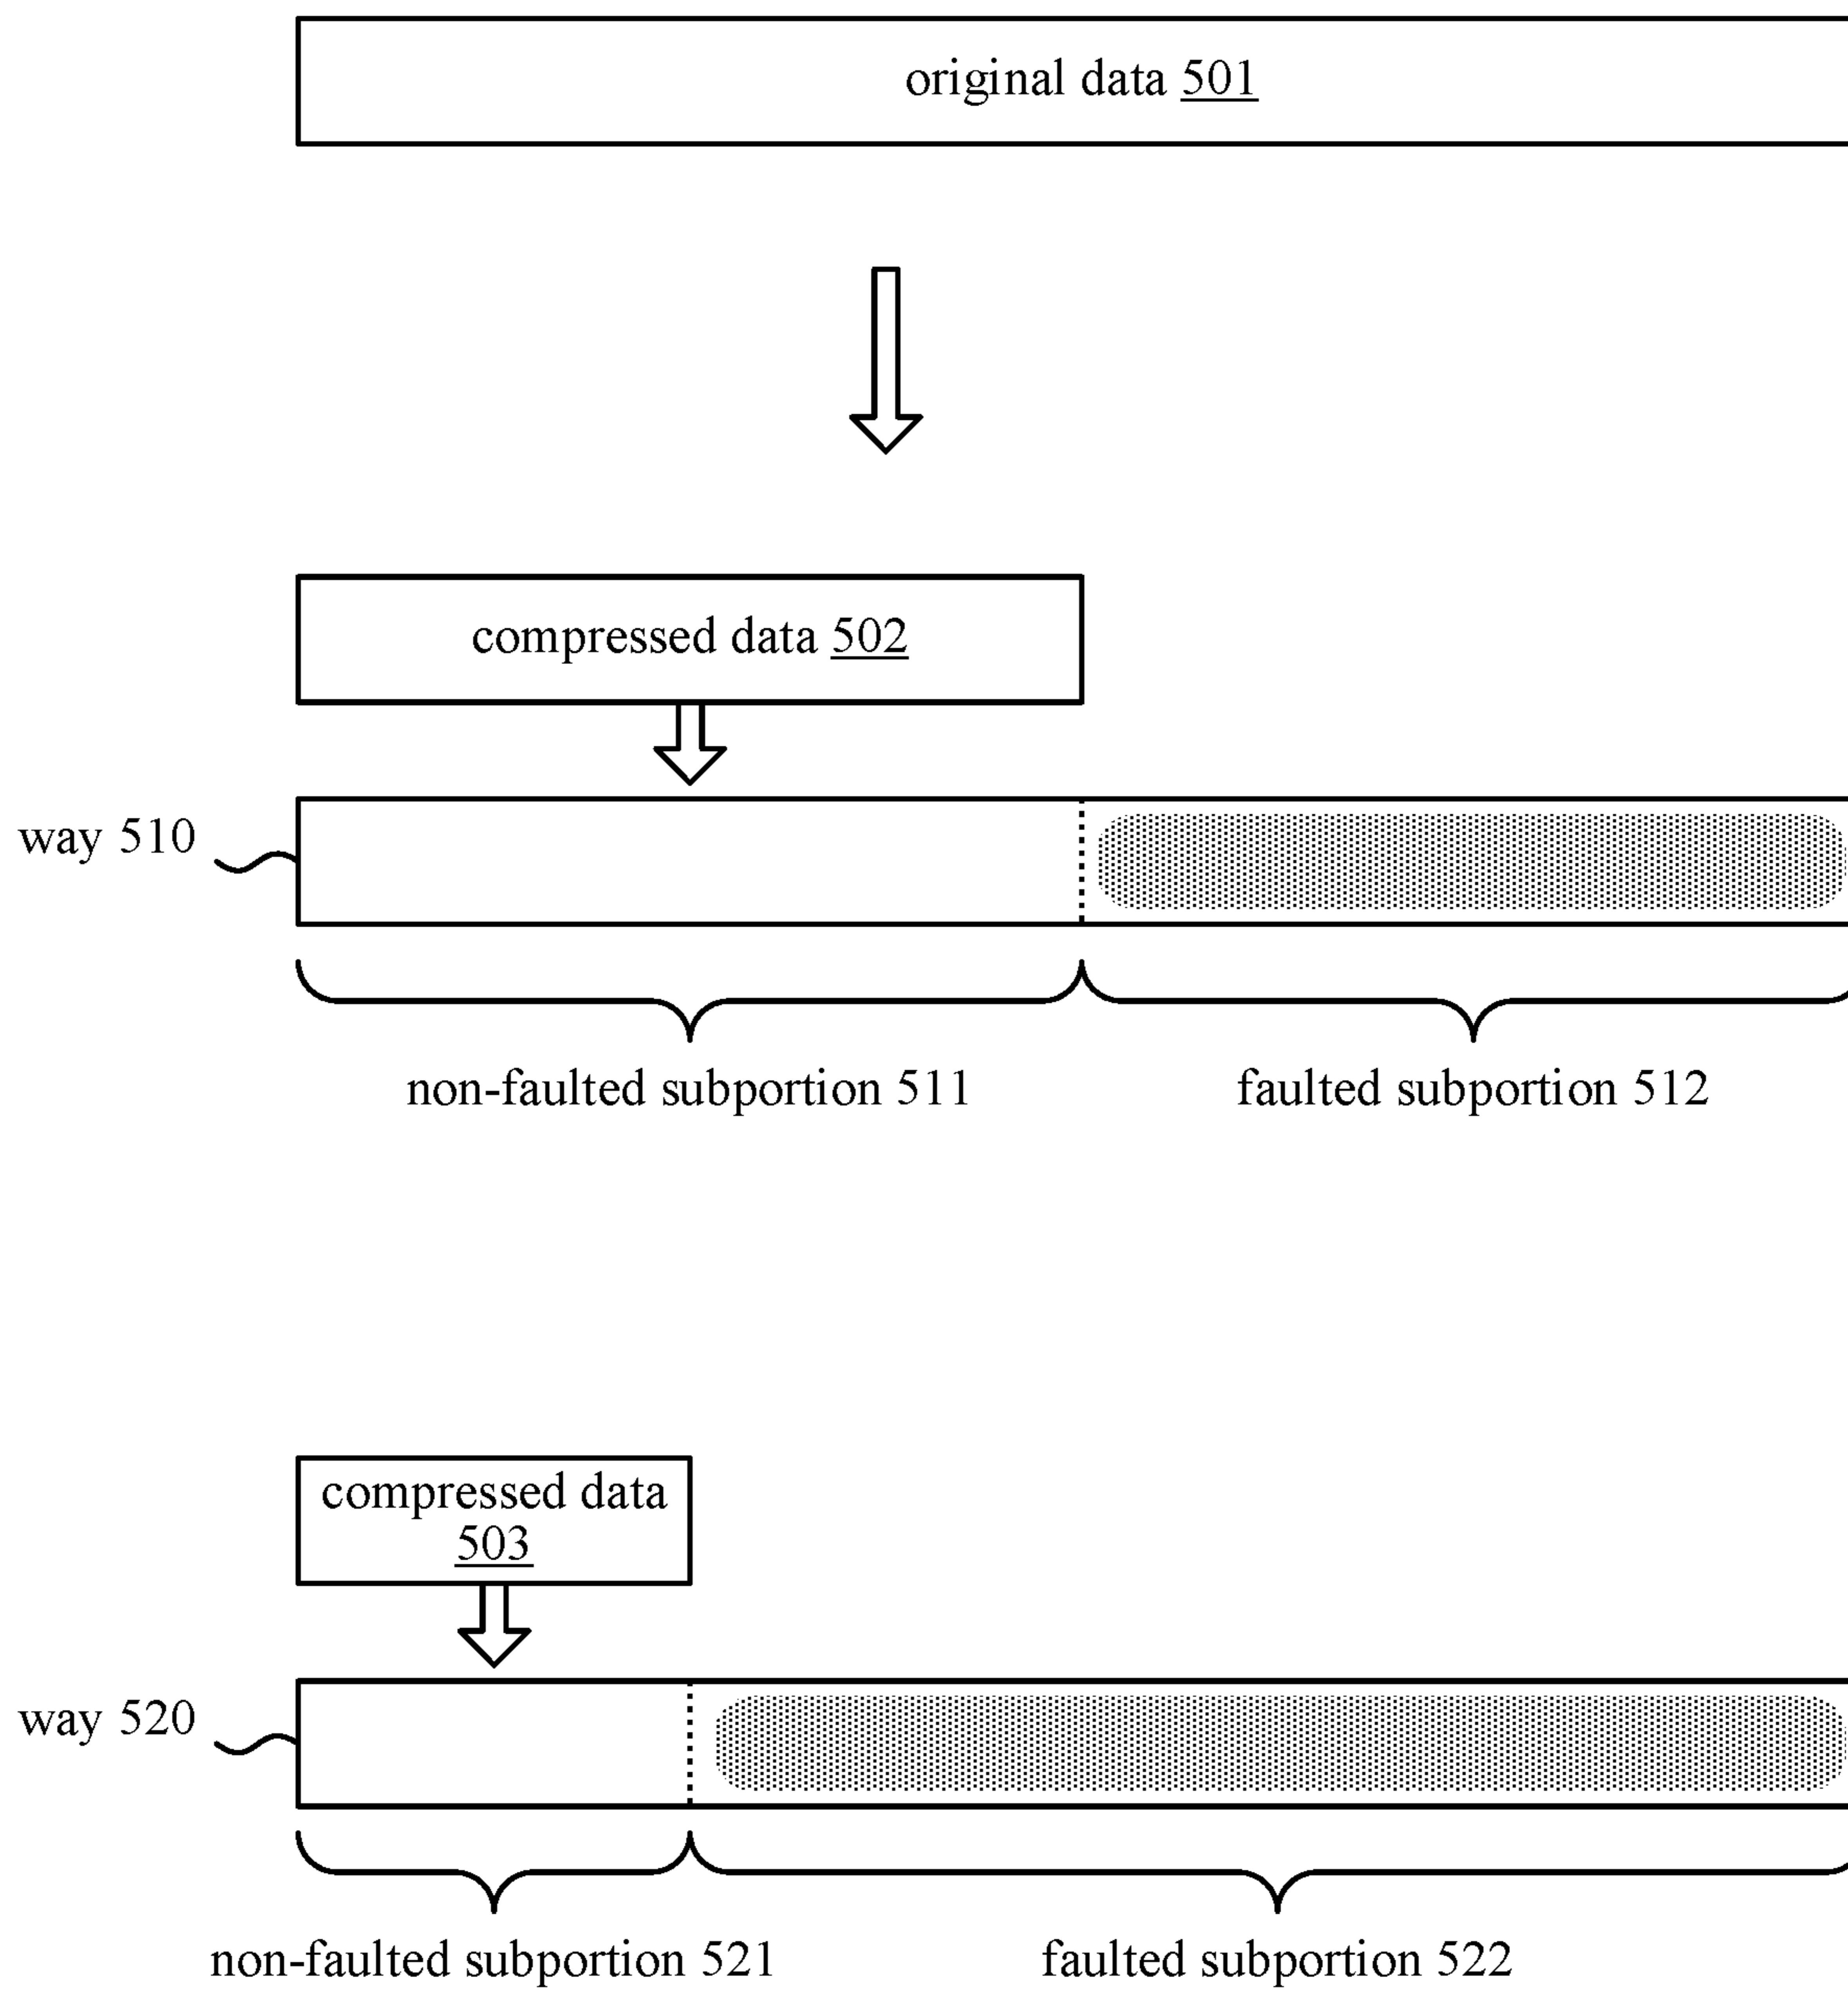 original data 501
compressed data 502
way 510
non-faulted subportion 511
faulted subportion 512
compressed data
503
way 520
non-faulted subportion 521
faulted subportion 522